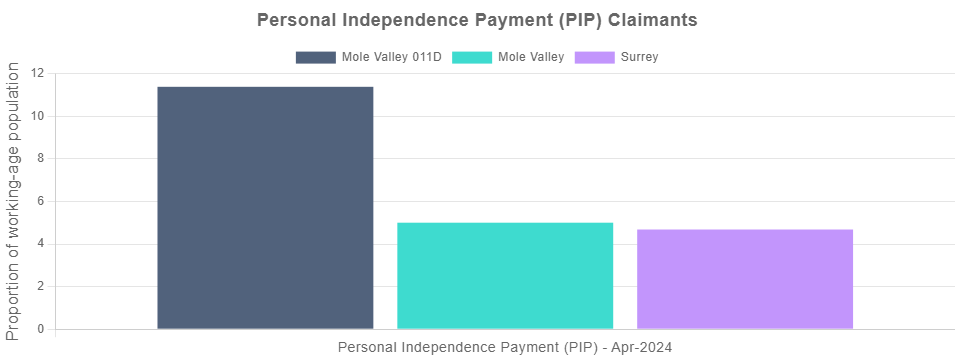 Personal Independence Payment (PIP) Claimants
Mole Valley 011D
Mole Valley
Surrey
Proportion of working-age population
12
10
8
6
4
2
0
Personal Independence Payment (PIP) - Apr-2024